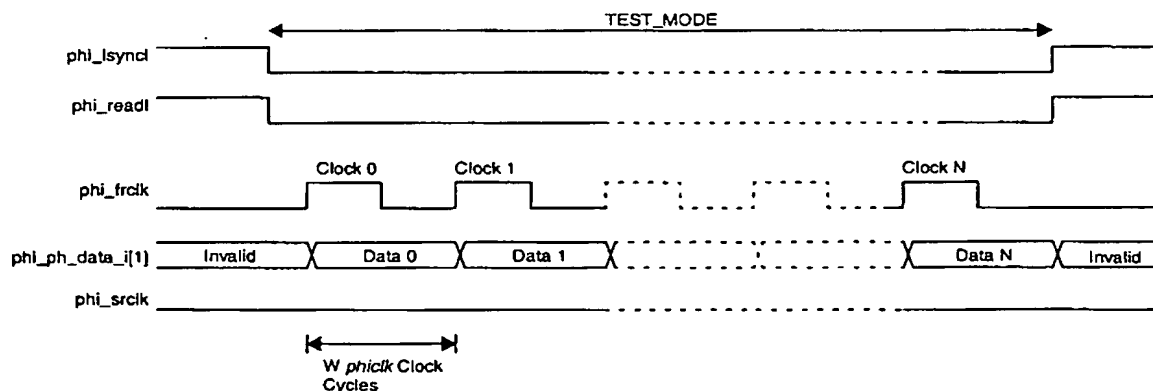 TEST_MODE
phi_lsyncl
phi_readl
Clock 0 Clock 1 Clock N
phi_frclk
phi_ph_data_i[1] Invalid Data 0 Data 1 Data N Invalid
phi_srclk
W phiclk Clock
Cycles